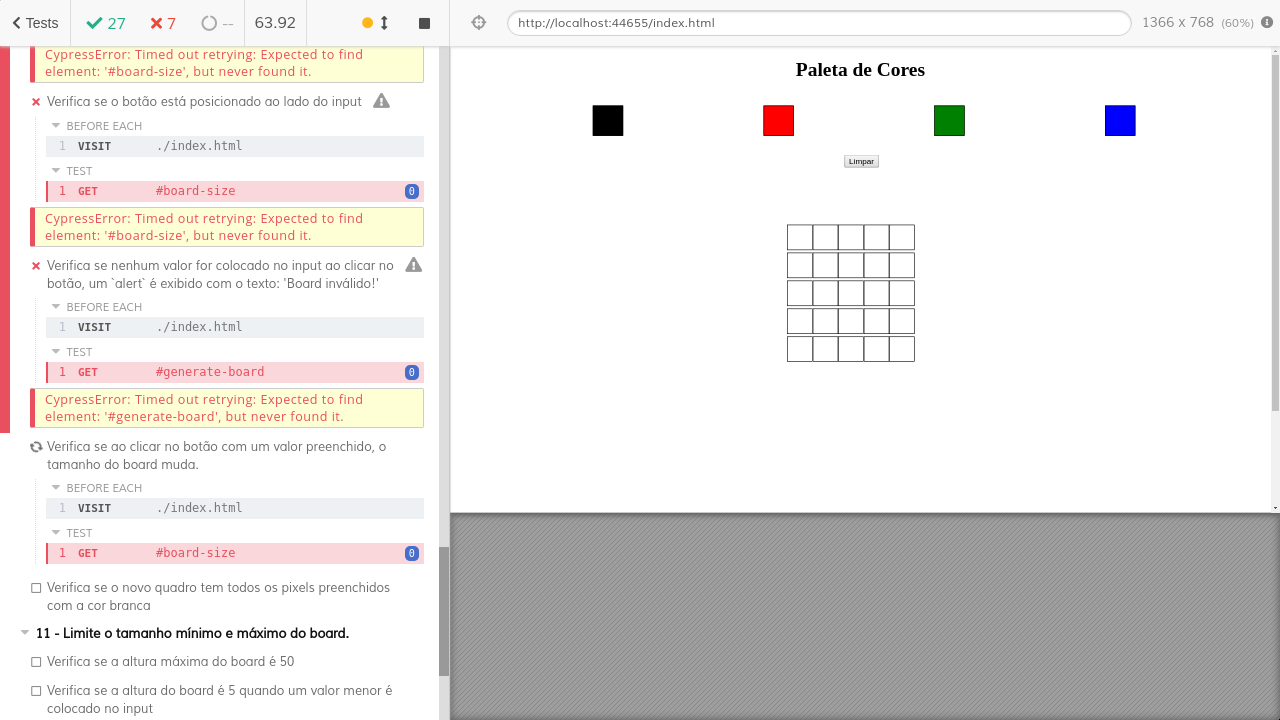 Tests
27
7
--
63.92
http://localhost:44655/index.html
1366 x 768 (60%)
CypressError: Timed out retrying: Expected to find
element: '#board-size', but never found it.
Verifica se o botão está posicionado ao lado do input
BEFORE EACH
1 VISIT ./index.html
TEST
1 GET #board-size 0
CypressError: Timed out retrying: Expected to find
element: '#board-size', but never found it.
Verifica se nenhum valor for colocado no input ao clicar no
botão, um `alert` é exibido com o texto: 'Board inválido!'
BEFORE EACH
1 VISIT ./index.html
TEST
1 GET #generate-board 0
CypressError: Timed out retrying: Expected to find
element: '#generate-board', but never found it.
Verifica se ao clicar no botão com um valor preenchido, o
tamanho do board muda.
BEFORE EACH
1 VISIT ./index.html
TEST
1 GET #board-size 0
Verifica se o novo quadro tem todos os pixels preenchidos
com a cor branca
11 - Limite o tamanho mínimo e máximo do board.
Verifica se a altura máxima do board é 50
Verifica se a altura do board é 5 quando um valor menor é
colocado no input
Paleta de Cores
Limpar